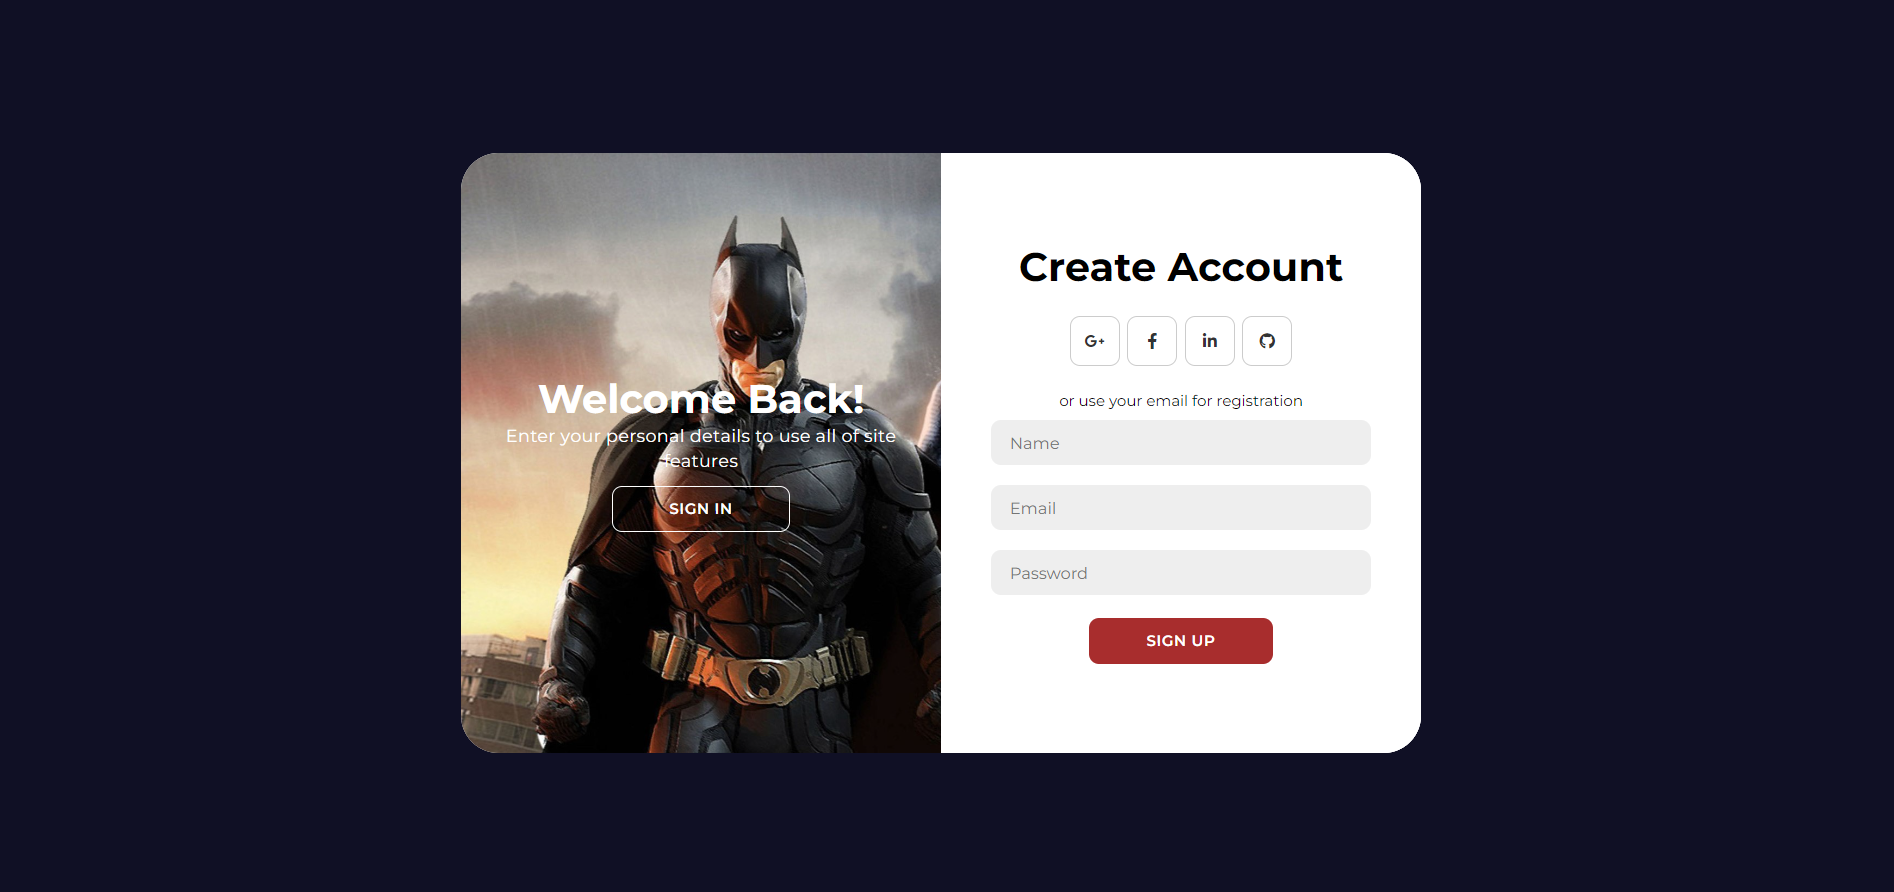 Welcome Back!
Enter your personal details to use all of site
features
SIGN IN
Create Account
G+
f
in
or use your email for registration
Name
Email
Password
SIGN UP